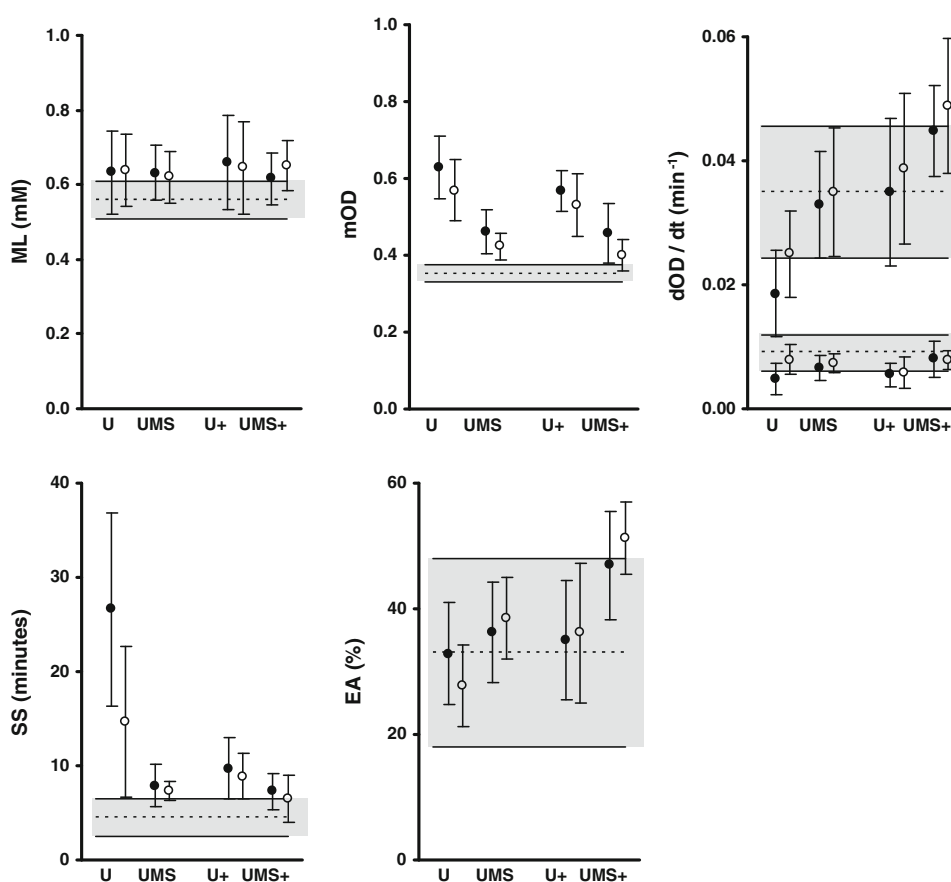 ML (mM)
1.0
0.8
0.6
0.4
0.2
0.0
U UMS U+ UMS+
mOD
1.0
0.8
0.6
0.4
0.2
0.0
U UMS U+ UMS+
dOD / dt (min⁻¹)
0.06
0.04
0.02
0.00
U UMS U+ UMS+
SS (minutes)
40
30
20
10
0
U UMS U+ UMS+
EA (%)
60
40
20
0
U UMS U+ UMS+